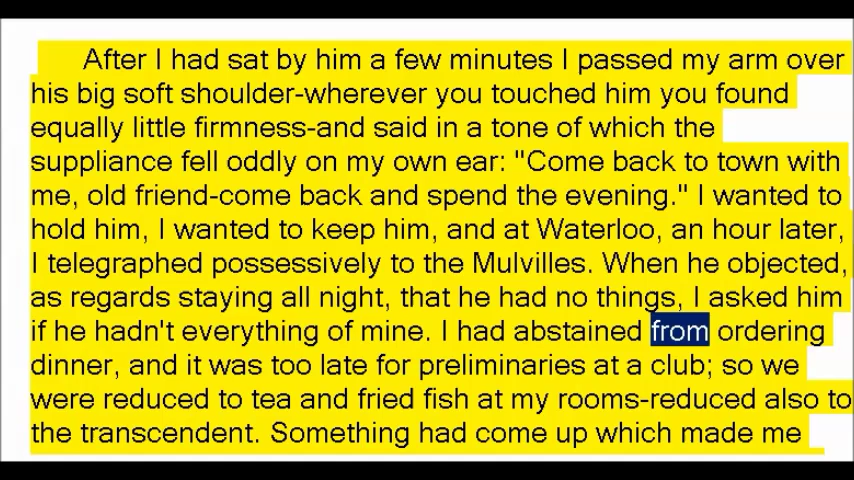 After I had sat by him a few minutes I passed my arm over
his big soft shoulder-wherever you touched him you found
equally little firmness-and said in a tone of which the
suppliance fell oddly on my own ear: "Come back to town with
me, old friend-come back and spend the evening." I wanted to
hold him, I wanted to keep him, and at Waterloo, an hour later,
I telegraphed possessively to the Mulvilles. When he objected,
as regards staying all night, that he had no things, I asked him
if he hadn't everything of mine. I had abstained from ordering
dinner, and it was too late for preliminaries at a club; so we
were reduced to tea and fried fish at my rooms-reduced also to
the transcendent. Something had come up which made me